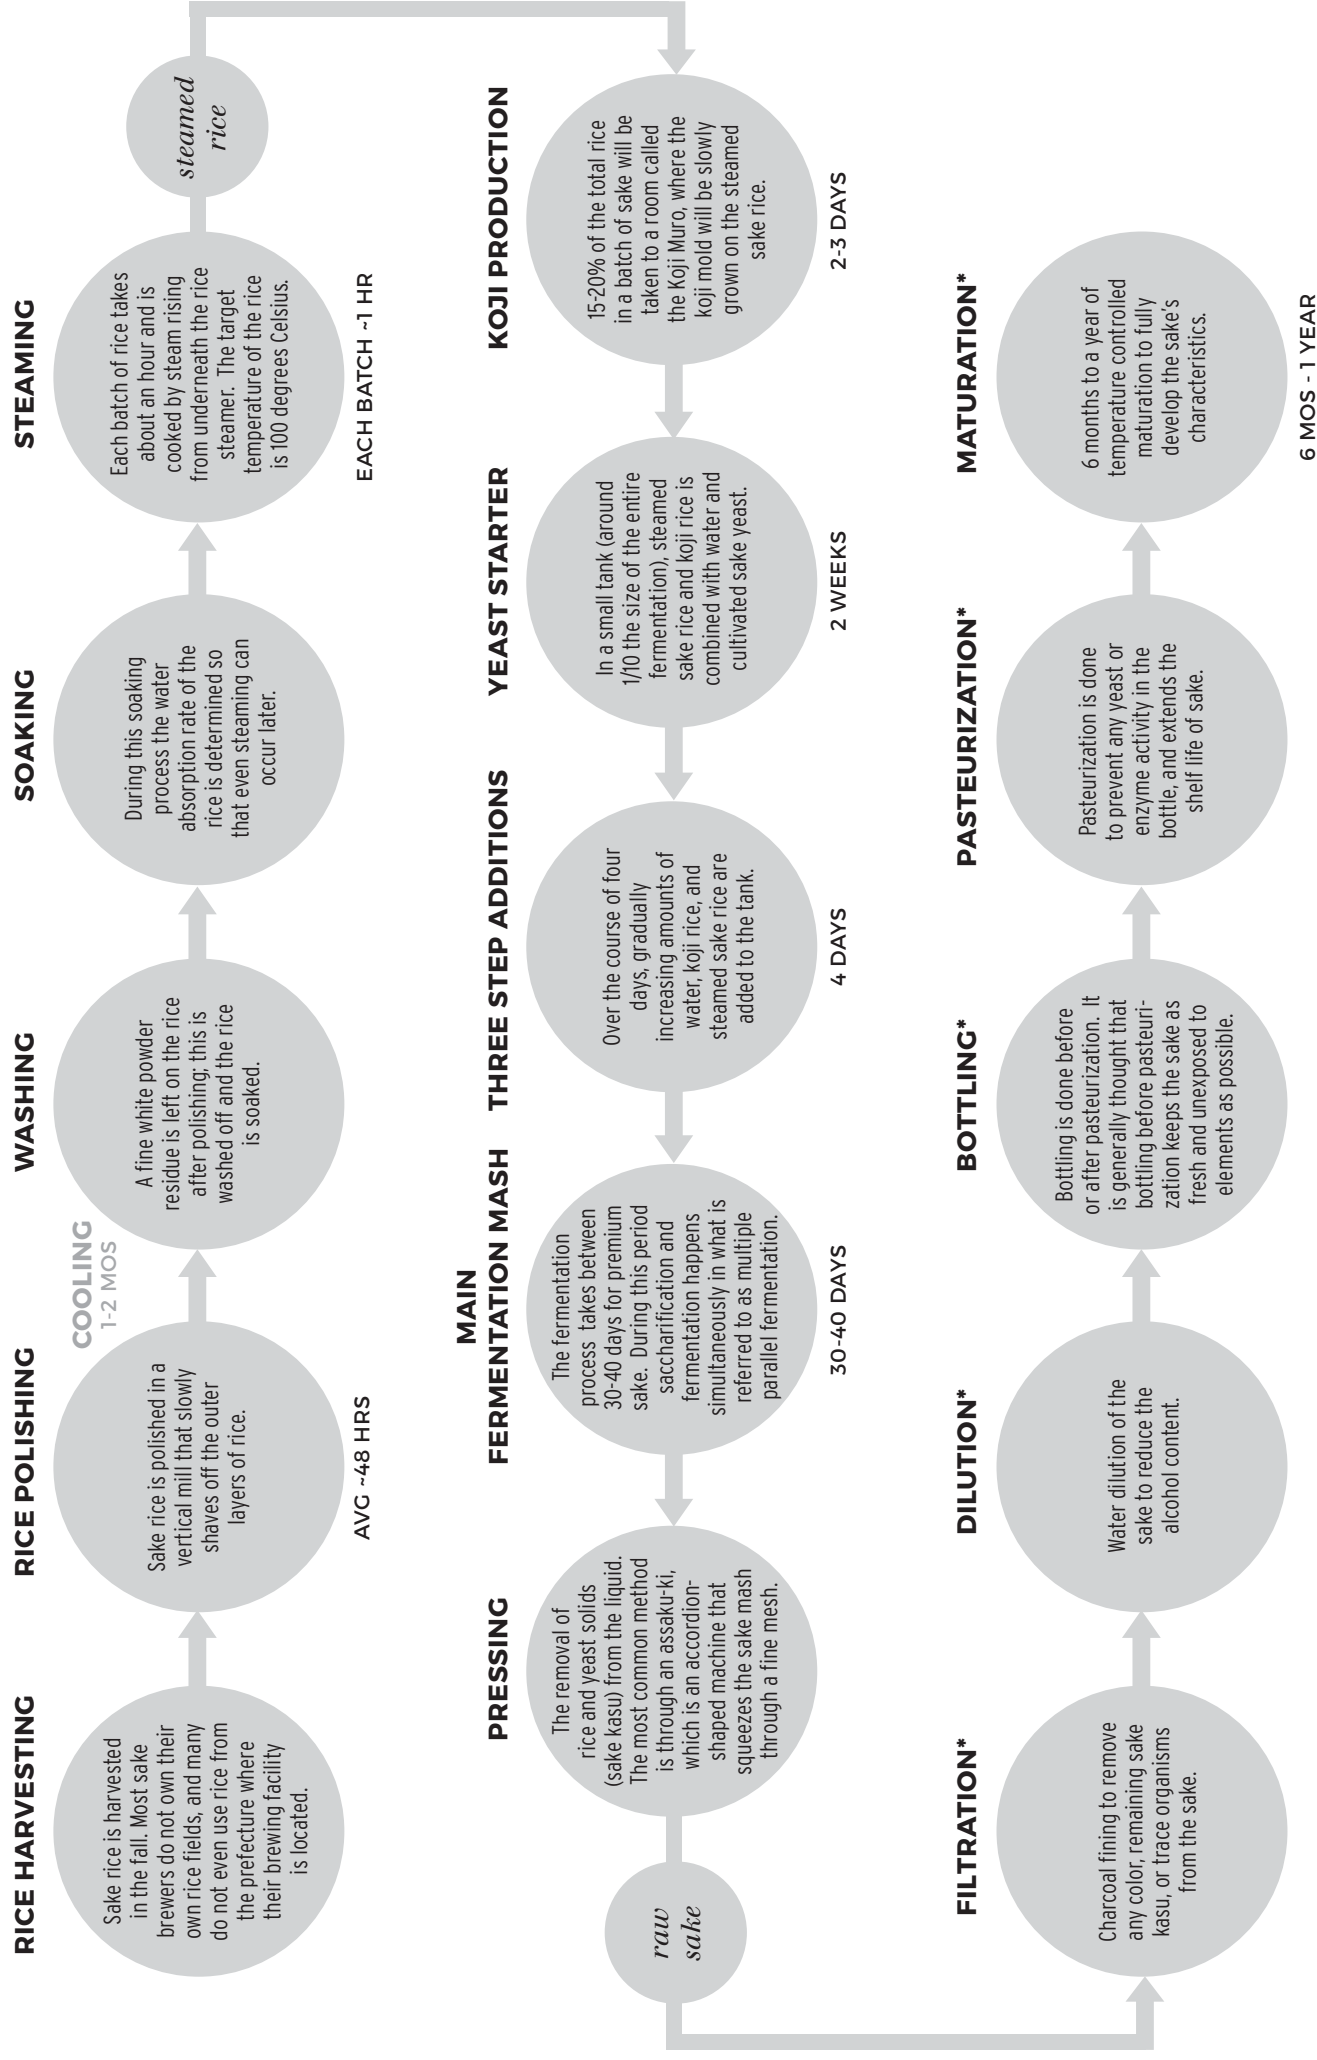 RICE HARVESTING
Sake rice is harvested
in the fall. Most sake
brewers do not own their
own rice fields, and many
do not even use rice from
the prefecture where
their brewing facility
is located.
RICE POLISHING
Sake rice is polished in a
vertical mill that slowly
shaves off the outer
layers of rice.
AVG ~48 HRS
COOLING
1-2 MOS
WASHING
A fine white powder
residue is left on the rice
after polishing; this is
washed off and the rice
is soaked.
SOAKING
During this soaking
process the water
absorption rate of the
rice is determined so
that even steaming can
occur later.
STEAMING
Each batch of rice takes
about an hour and is
cooked by steam rising
from underneath the rice
steamer. The target
temperature of the rice
is 100 degrees Celsius.
EACH BATCH ~1 HR
steamed
rice
KOJI PRODUCTION
15-20% of the total rice
in a batch of sake will be
taken to a room called
the Koji Muro, where the
koji mold will be slowly
grown on the steamed
sake rice.
2-3 DAYS
YEAST STARTER
In a small tank (around
1/10 the size of the entire
fermentation), steamed
sake rice and koji rice is
combined with water and
cultivated sake yeast.
2 WEEKS
THREE STEP ADDITIONS
Over the course of four
days, gradually
increasing amounts of
water, koji rice, and
steamed sake rice are
added to the tank.
4 DAYS
MAIN
FERMENTATION MASH
The fermentation
process takes between
30-40 days for premium
sake. During this period
saccharification and
fermentation happens
simultaneously in what is
referred to as multiple
parallel fermentation.
30-40 DAYS
PRESSING
The removal of
rice and yeast solids
(sake kasu) from the liquid.
The most common method
is through an assaku-ki,
which is an accordion-
shaped machine that
squeezes the sake mash
through a fine mesh.
raw
sake
FILTRATION*
Charcoal fining to remove
any color, remaining sake
kasu, or trace organisms
from the sake.
DILUTION*
Water dilution of the
sake to reduce the
alcohol content.
BOTTLING*
Bottling is done before
or after pasteurization. It
is generally thought that
bottling before pasteuri-
zation keeps the sake as
fresh and unexposed to
elements as possible.
PASTEURIZATION*
Pasteurization is done
to prevent any yeast or
enzyme activity in the
bottle, and extends the
shelf life of sake.
MATURATION*
6 months to a year of
temperature controlled
maturation to fully
develop the sake's
characteristics.
6 MOS - 1 YEAR